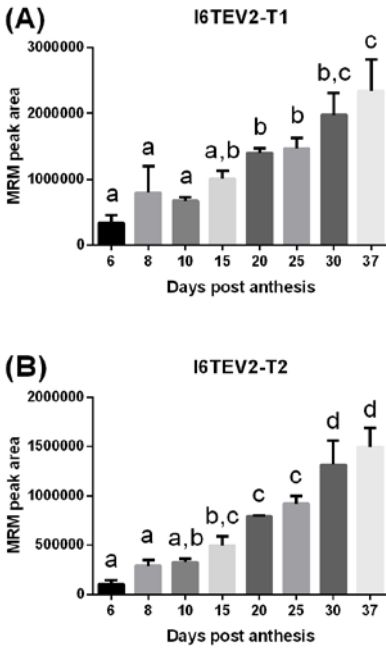 (A)
I6TEV2-T1
MRM peak area
3000000
2000000
1000000
0
a
a
a
a,b
b
b
b,c
c
6 8 10 15 20 25 30 37
Days post anthesis
(B)
I6TEV2-T2
MRM peak area
2000000
1500000
1000000
500000
0
a
a
a,b
b,c
c
c
d
d
6 8 10 15 20 25 30 37
Days post anthesis